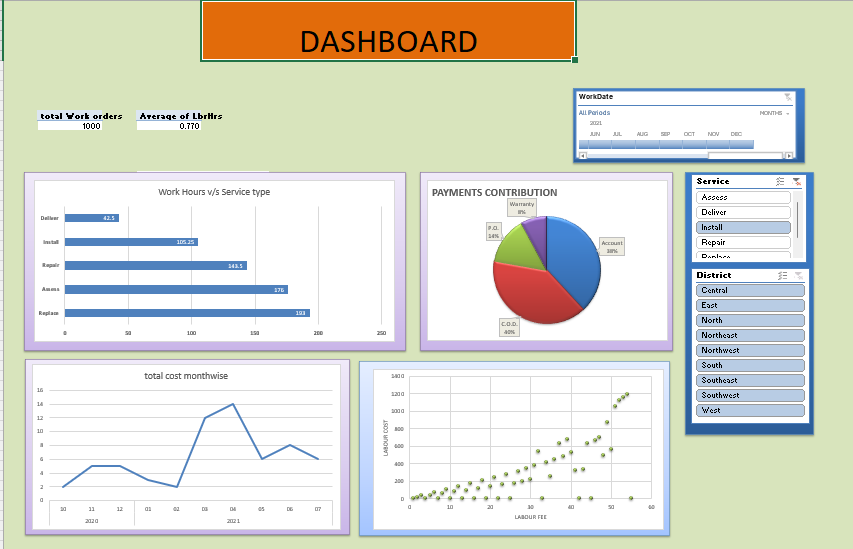 DASHBOARD
total Work orders
1000
Average of LbrHrs
0.770
WorkDate
All Periods
MONTHS
2021
JUN JUL AUG SEP OCT NOV DEC
Work Hours v/s Service type
Deliver
42.5
Install
105.25
Repair
143.5
Assess
176
Replace
193
0 50 100 150 200 250
PAYMENTS CONTRIBUTION
Warranty
8%
P.O.
14%
Account
38%
C.O.D.
40%
Service
Assess
Deliver
Install
Repair
Replace
District
Central
East
North
Northeast
Northwest
South
Southeast
Southwest
West
total cost monthwise
16
14
12
10
8
6
4
2
0
10 11 12 01 02 03 04 05 06 07
2020 2021
1400
1200
1000
800
600
400
200
0
LABOUR COST
0 10 20 30 40 50 60
LABOUR FEE